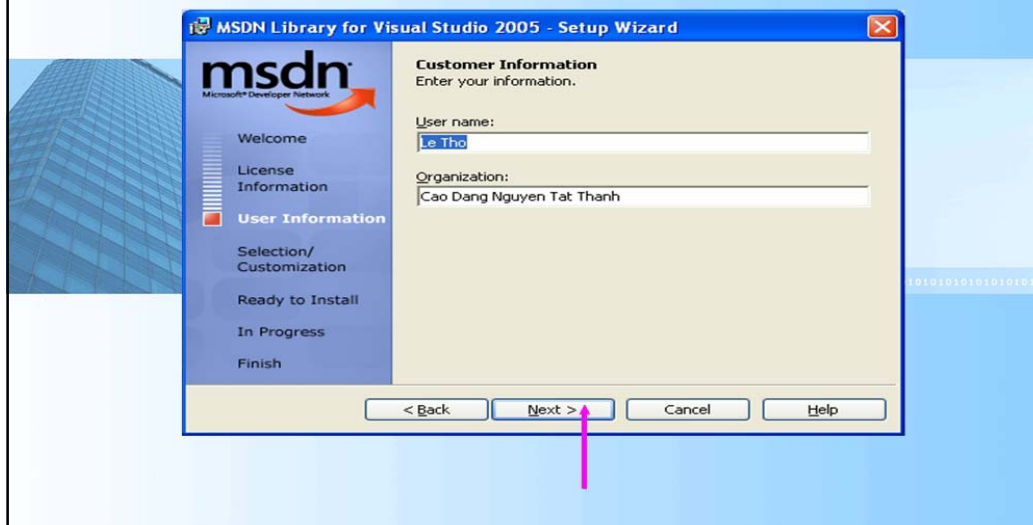 MSDN Library for Visual Studio 2005 - Setup Wizard
msdn
Microsoft® Developer Network
Welcome
License
Information
User Information
Selection/
Customization
Ready to Install
In Progress
Finish
Customer Information
Enter your information.
User name:
Le Tho
Organization:
Cao Dang Nguyen Tat Thanh
< Back
Next >
Cancel
Help